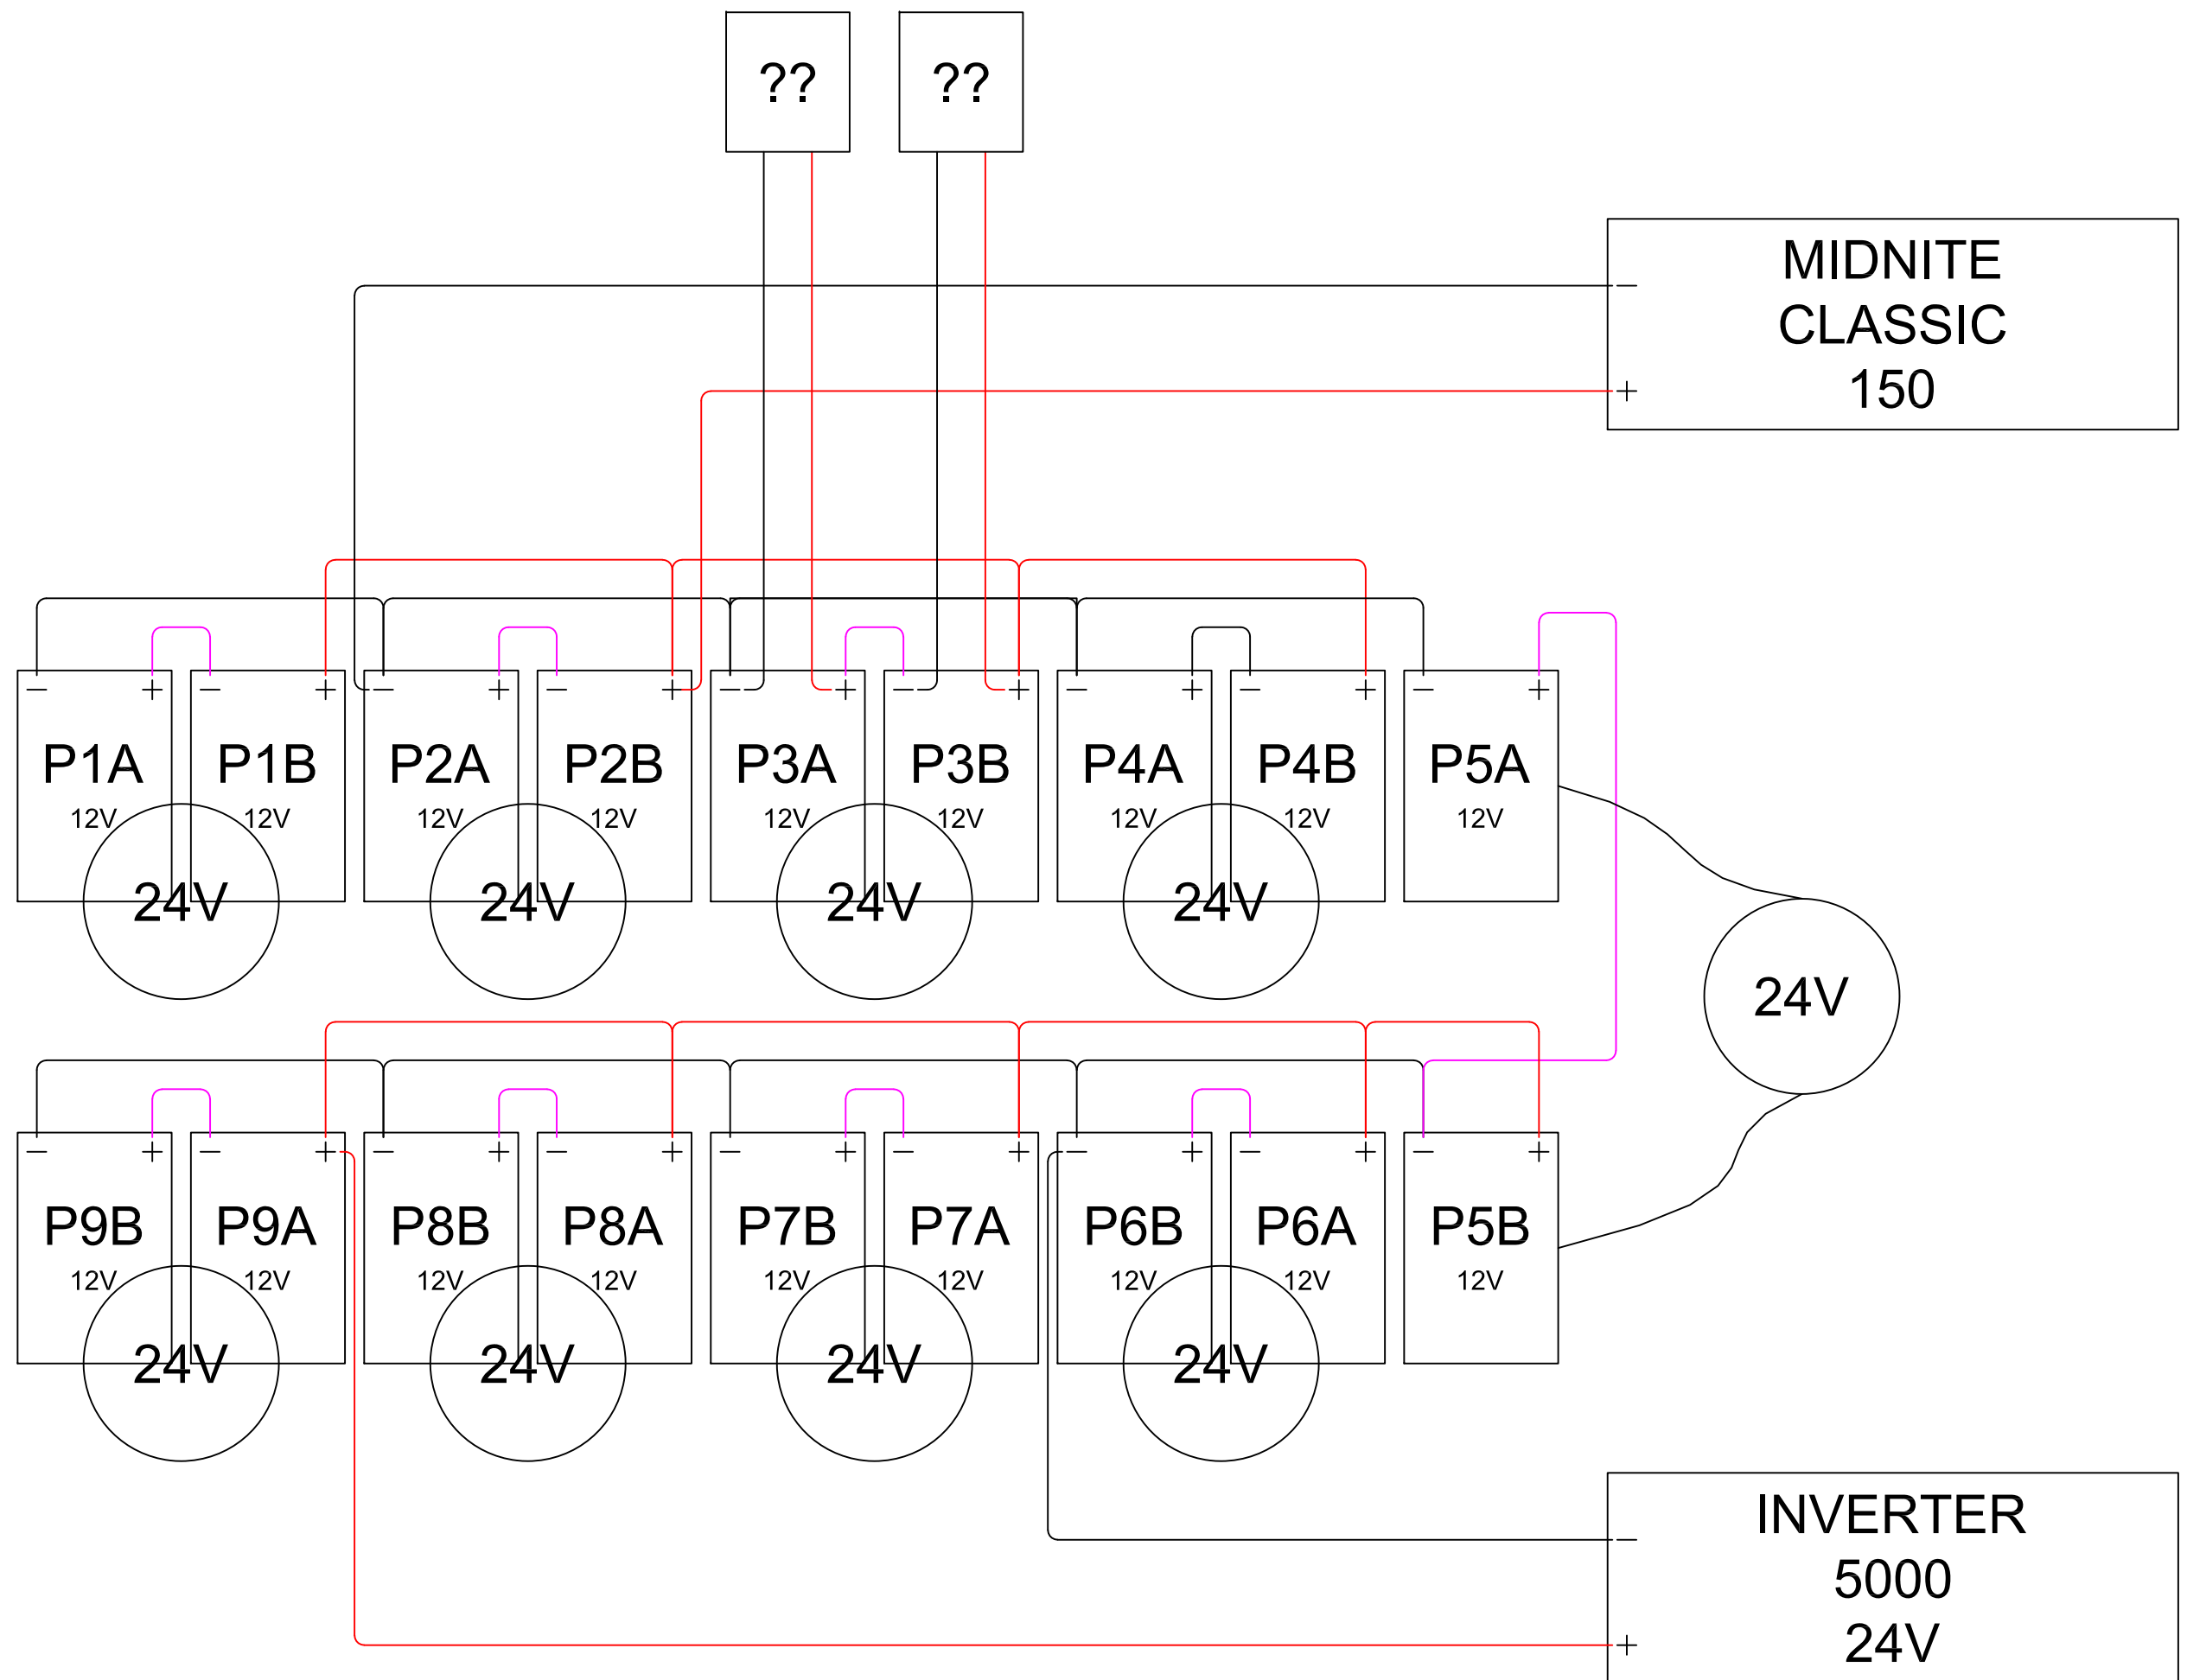 ?? ??
MIDNITE
CLASSIC
150
− +
− + − + − + − + − + − + − + − + − +
P1A P1B P2A P2B P3A P3B P4A P4B P5A
12V 12V 12V 12V 12V 12V 12V 12V 12V
24V 24V 24V 24V
24V
− + − + − + − + − + − + − + − + − +
P9B P9A P8B P8A P7B P7A P6B P6A P5B
12V 12V 12V 12V 12V 12V 12V 12V 12V
24V 24V 24V 24V
INVERTER
5000
24V
− +